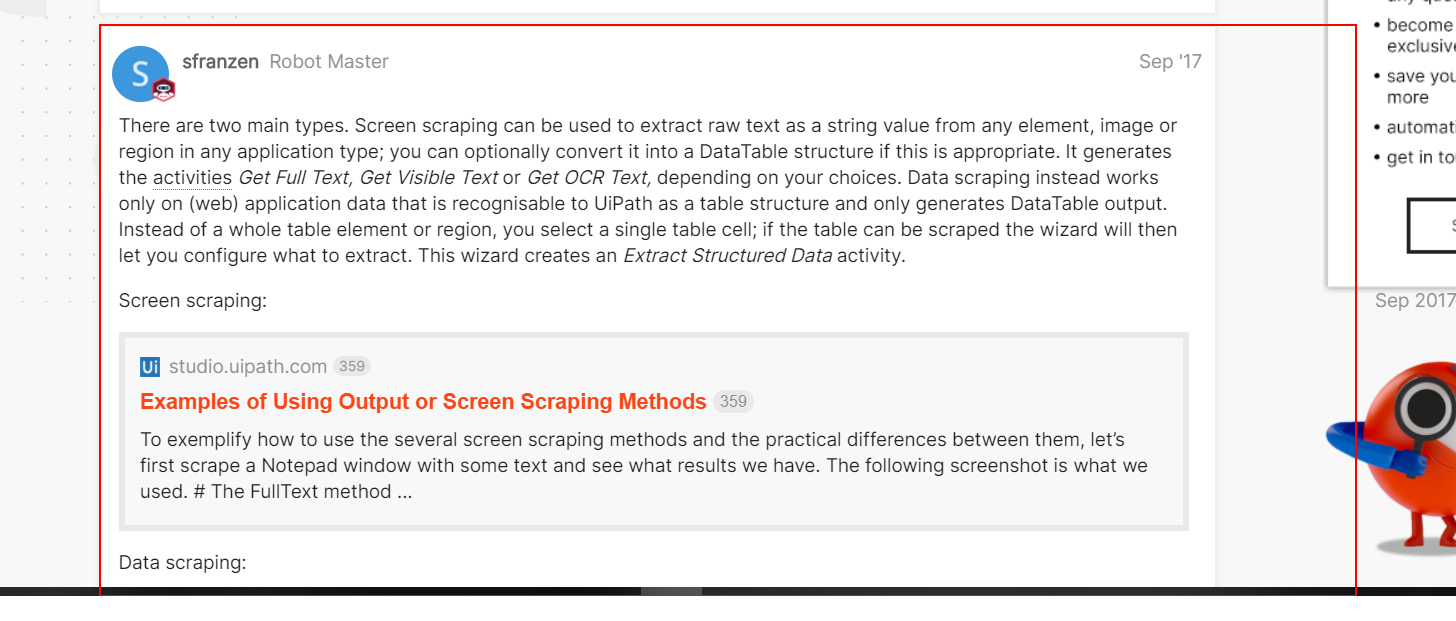 S
sfranzen Robot Master Sep '17
There are two main types. Screen scraping can be used to extract raw text as a string value from any element, image or
region in any application type; you can optionally convert it into a DataTable structure if this is appropriate. It generates
the activities Get Full Text, Get Visible Text or Get OCR Text, depending on your choices. Data scraping instead works
only on (web) application data that is recognisable to UiPath as a table structure and only generates DataTable output.
Instead of a whole table element or region, you select a single table cell; if the table can be scraped the wizard will then
let you configure what to extract. This wizard creates an Extract Structured Data activity.
Screen scraping:
Ui studio.uipath.com 359
Examples of Using Output or Screen Scraping Methods 359
To exemplify how to use the several screen scraping methods and the practical differences between them, let’s
first scrape a Notepad window with some text and see what results we have. The following screenshot is what we
used. # The FullText method ...
Data scraping:
• become
exclusive
• save you
more
• automati
• get in to
Sep 2017